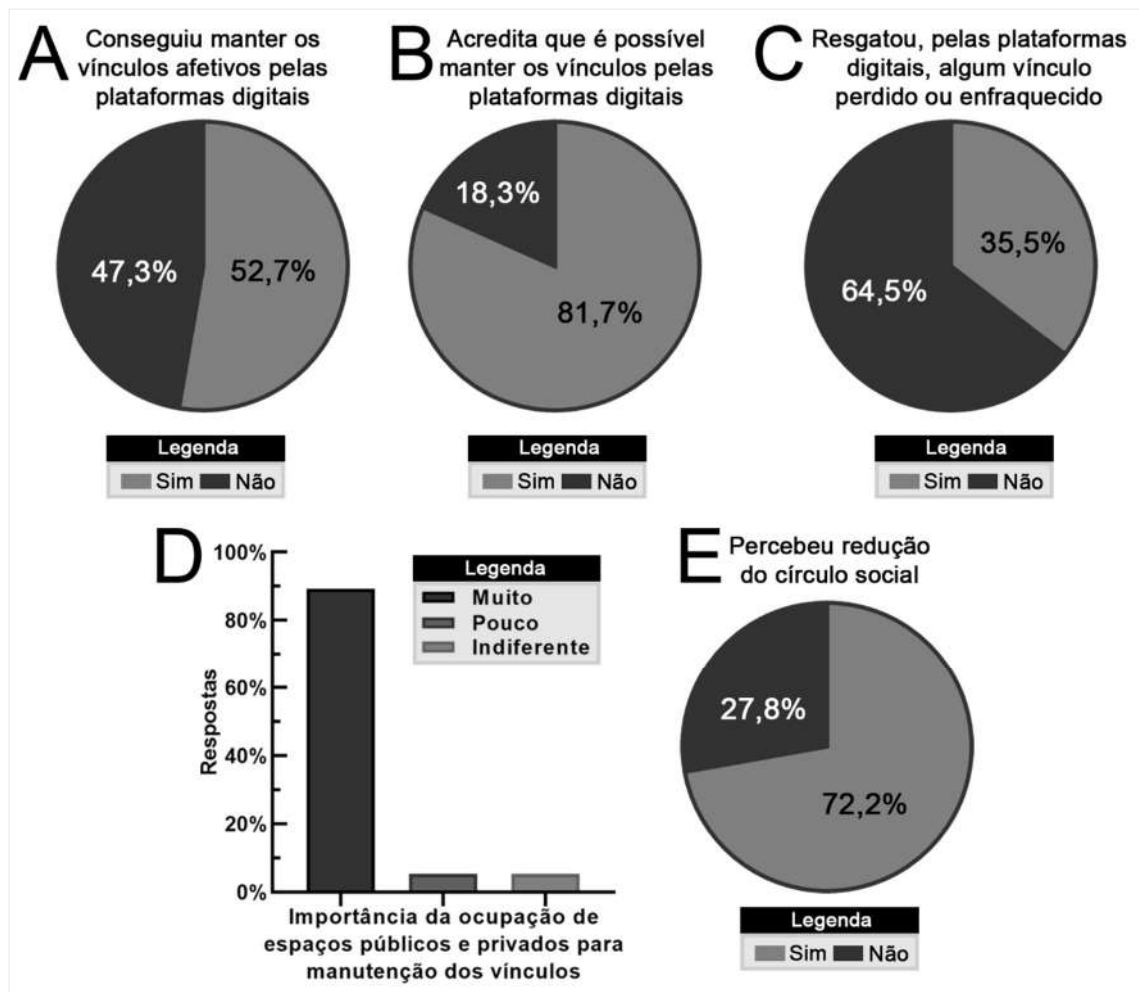 A
Conseguiu manter os
vínculos afetivos pelas
plataformas digitais
47,3%
52,7%
Legenda
Sim Não
B
Acredita que é possível
manter os vínculos pelas
plataformas digitais
18,3%
81,7%
Legenda
Sim Não
C
Resgatou, pelas plataformas
digitais, algum vínculo
perdido ou enfraquecido
35,5%
64,5%
Legenda
Sim Não
D
Respostas
100%
80%
60%
40%
20%
0%
Legenda
Muito
Pouco
Indiferente
Importância da ocupação de
espaços públicos e privados para
manutenção dos vínculos
E
Percebeu redução
do círculo social
27,8%
72,2%
Legenda
Sim Não